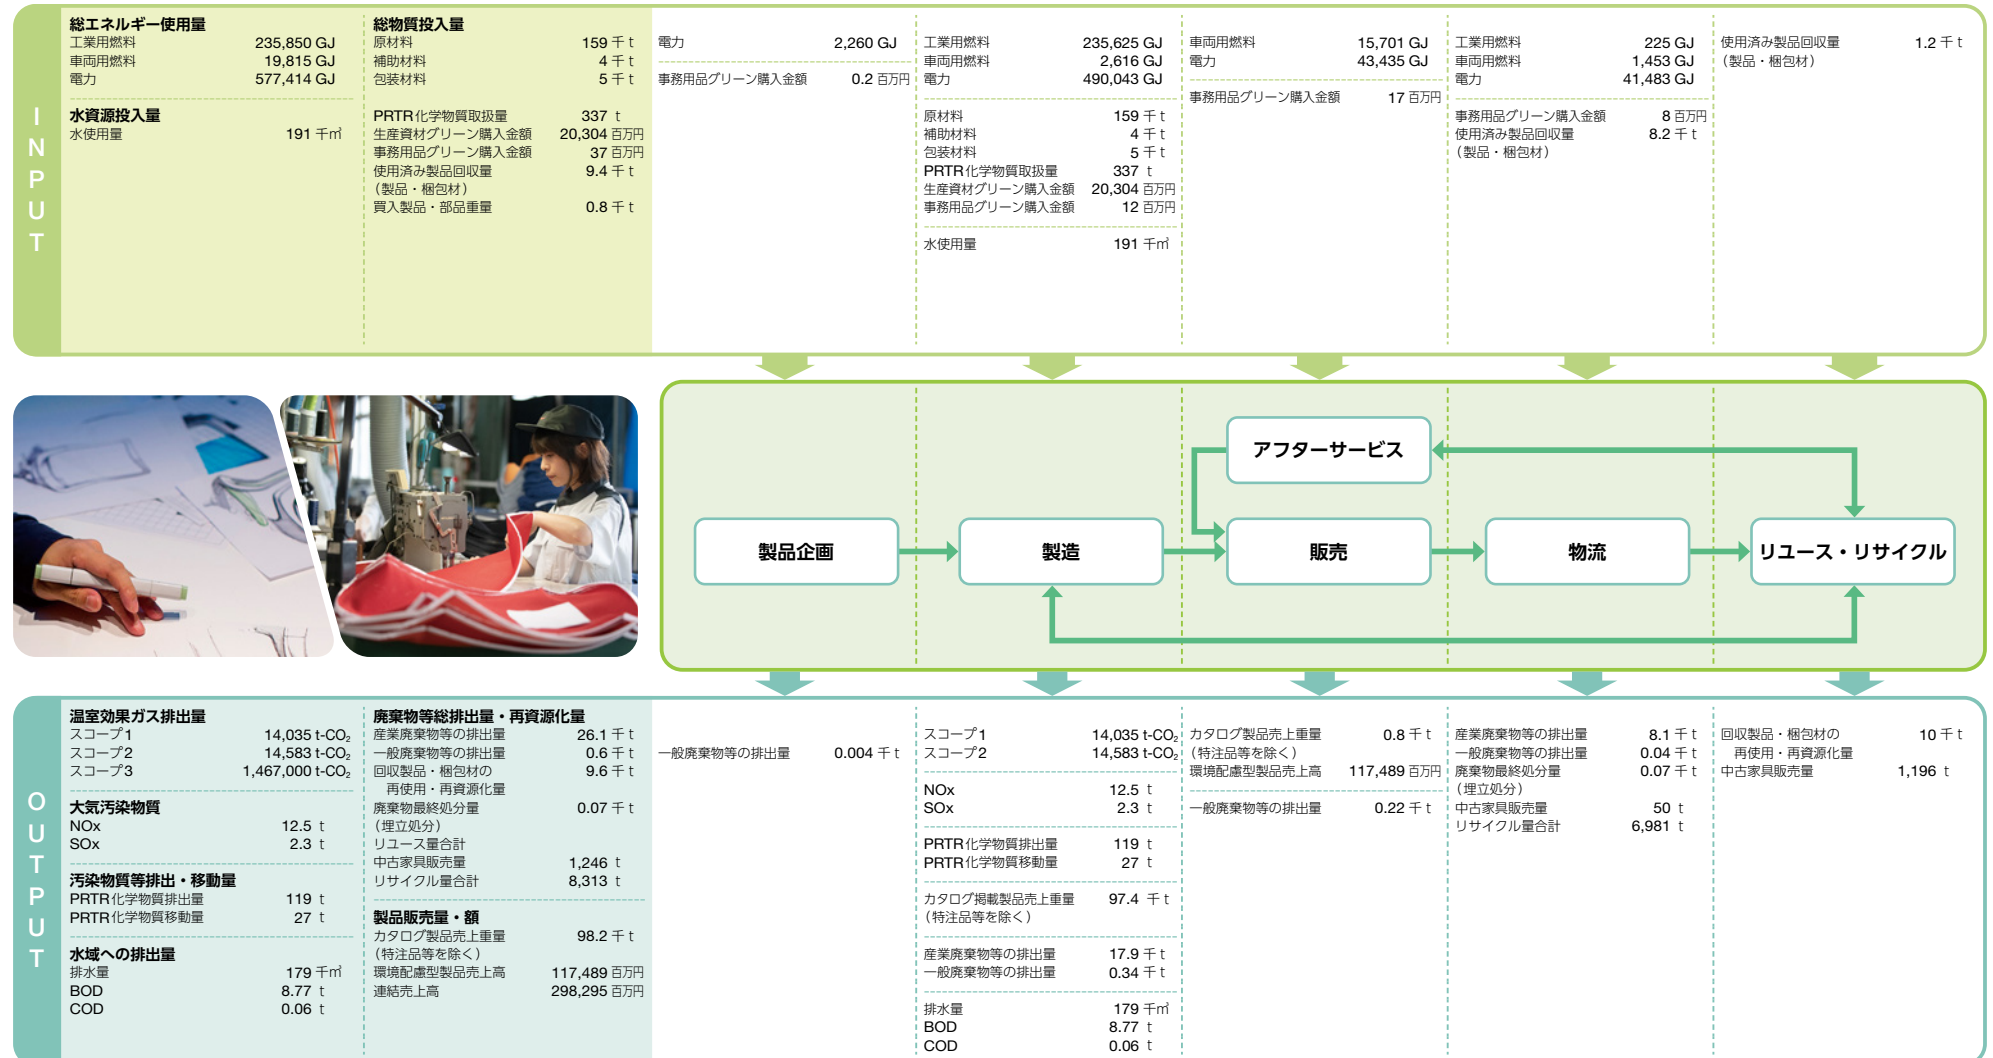 INPUT
総エネルギー使用量
工業用燃料 235,850 GJ
車両用燃料 19,815 GJ
電力 577,414 GJ
水資源投入量
水使用量 191 千㎥
総物質投入量
原材料 159 千t
補助材料 4 千t
包装材料 5 千t
PRTR化学物質取扱量 337 t
生産資材グリーン購入金額 20,304 百万円
事務用品グリーン購入金額 37 百万円
使用済み製品回収量 9.4 千t
(製品・梱包材)
買入製品・部品重量 0.8 千t
電力 2,260 GJ
事務用品グリーン購入金額 0.2 百万円
工業用燃料 235,625 GJ
車両用燃料 2,616 GJ
電力 490,043 GJ
原材料 159 千t
補助材料 4 千t
包装材料 5 千t
PRTR化学物質取扱量 337 t
生産資材グリーン購入金額 20,304 百万円
事務用品グリーン購入金額 12 百万円
水使用量 191 千㎥
車両用燃料 15,701 GJ
電力 43,435 GJ
事務用品グリーン購入金額 17 百万円
工業用燃料 225 GJ
車両用燃料 1,453 GJ
電力 41,483 GJ
事務用品グリーン購入金額 8 百万円
使用済み製品回収量 8.2 千t
(製品・梱包材)
使用済み製品回収量 1.2 千t
(製品・梱包材)
アフターサービス
製品企画
製造
販売
物流
リユース・リサイクル
OUTPUT
温室効果ガス排出量
スコープ1 14,035 t-CO₂
スコープ2 14,583 t-CO₂
スコープ3 1,467,000 t-CO₂
大気汚染物質
NOx 12.5 t
SOx 2.3 t
汚染物質等排出・移動量
PRTR化学物質排出量 119 t
PRTR化学物質移動量 27 t
水域への排出量
排水量 179 千㎥
BOD 8.77 t
COD 0.06 t
廃棄物等総排出量・再資源化量
産業廃棄物等の排出量 26.1 千t
一般廃棄物等の排出量 0.6 千t
回収製品・梱包材の 9.6 千t
再使用・再資源化量
廃棄物最終処分量 0.07 千t
(埋立処分)
リユース量合計
中古家具販売量 1,246 t
リサイクル量合計 8,313 t
製品販売量・額
カタログ製品売上重量 98.2 千t
(特注品等を除く)
環境配慮型製品売上高 117,489 百万円
連結売上高 298,295 百万円
一般廃棄物等の排出量 0.004 千t
スコープ1 14,035 t-CO₂
スコープ2 14,583 t-CO₂
NOx 12.5 t
SOx 2.3 t
PRTR化学物質排出量 119 t
PRTR化学物質移動量 27 t
カタログ掲載製品売上重量 97.4 千t
(特注品等を除く)
産業廃棄物等の排出量 17.9 千t
一般廃棄物等の排出量 0.34 千t
排水量 179 千㎥
BOD 8.77 t
COD 0.06 t
カタログ製品売上重量 0.8 千t
(特注品等を除く)
環境配慮型製品売上高 117,489 百万円
一般廃棄物等の排出量 0.22 千t
産業廃棄物等の排出量 8.1 千t
一般廃棄物等の排出量 0.04 千t
廃棄物最終処分量 0.07 千t
(埋立処分)
中古家具販売量 50 t
リサイクル量合計 6,981 t
回収製品・梱包材の 10 千t
再使用・再資源化量
中古家具販売量 1,196 t